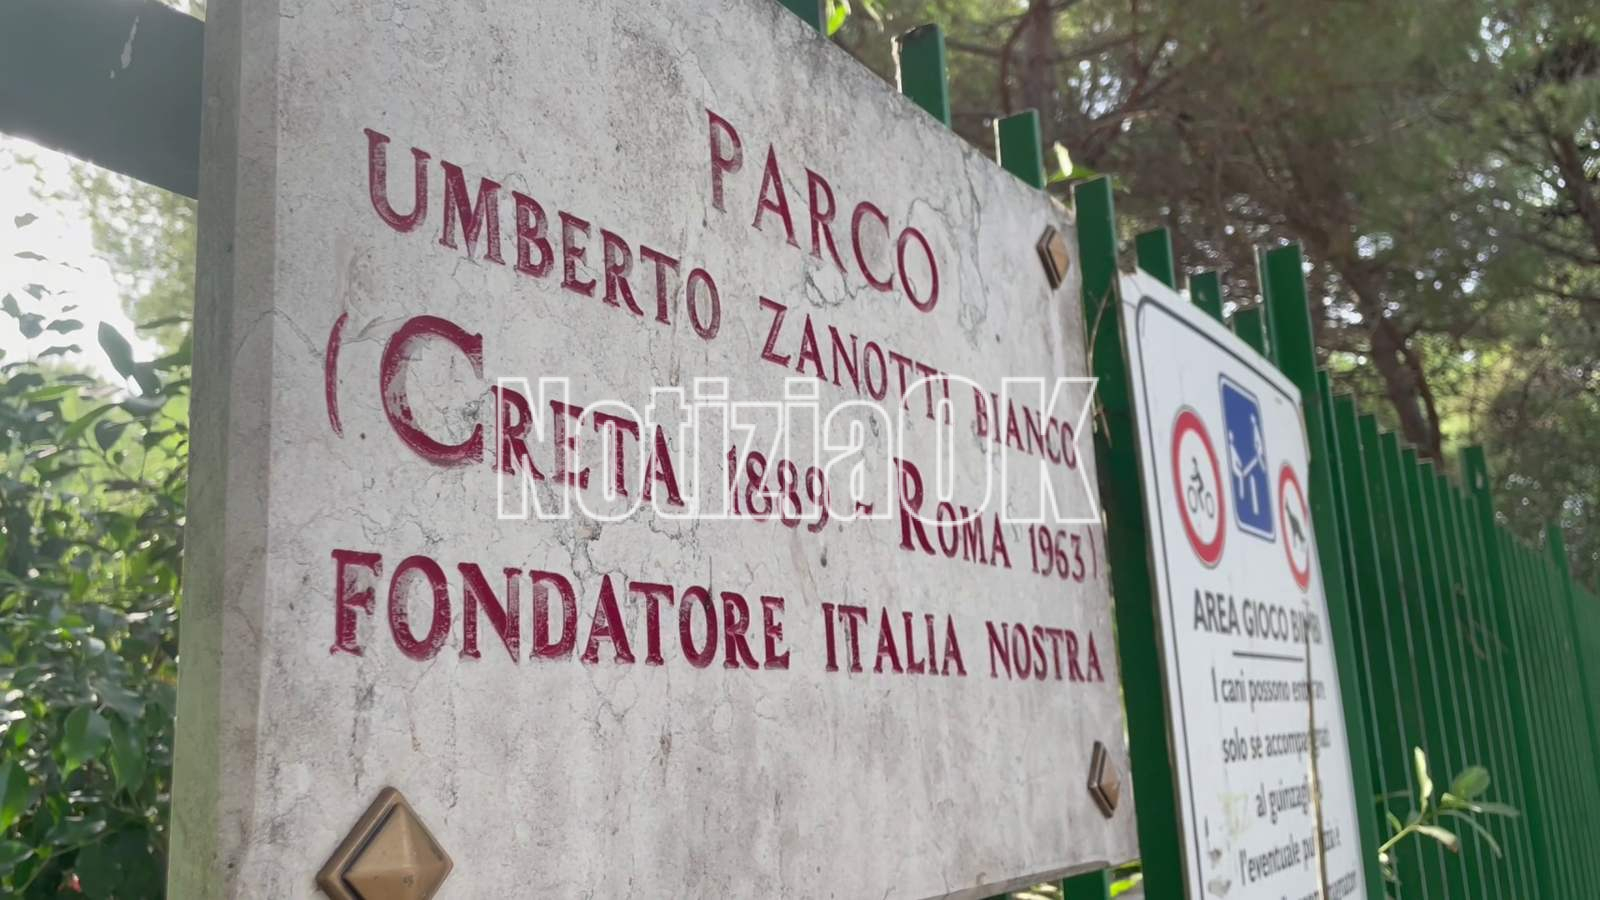 PARCO
UMBERTO ZANOTTI BIANCO
(CRETA 1889 - ROMA 1963)
FONDATORE ITALIA NOSTRA
NotiziaOK
AREA GIOCO BIMBI
I cani possono entrare
solo se accompagnati
al guinzaglio
l'eventuale